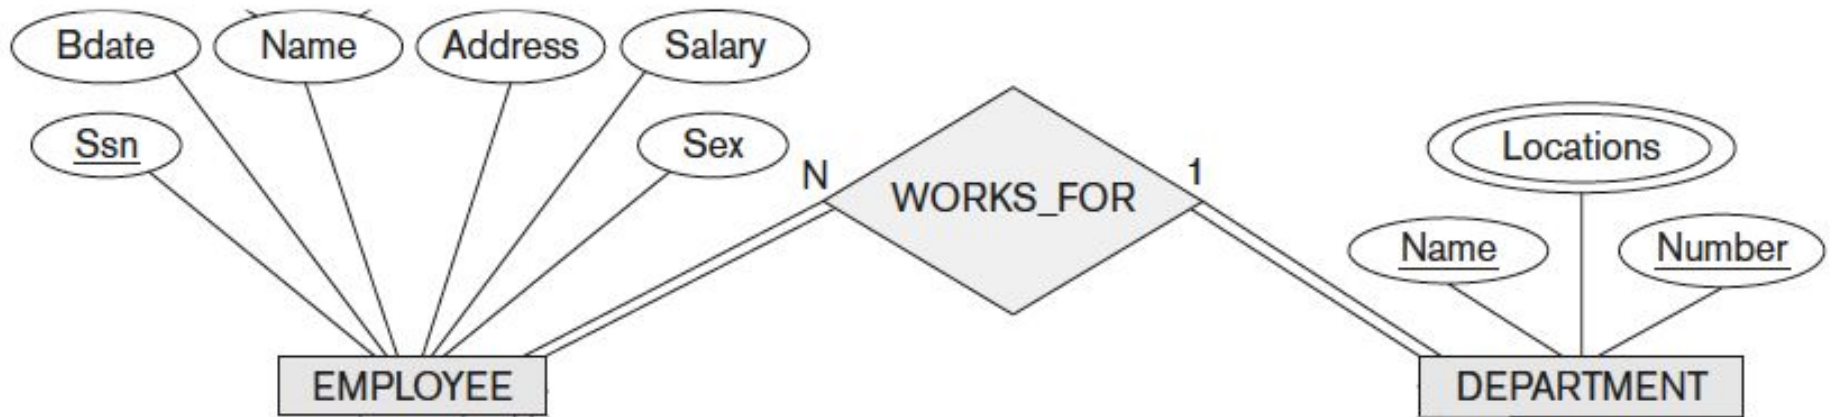 Bdate
Name
Address
Salary
Ssn
Sex
N
WORKS_FOR
1
Locations
Name
Number
EMPLOYEE
DEPARTMENT